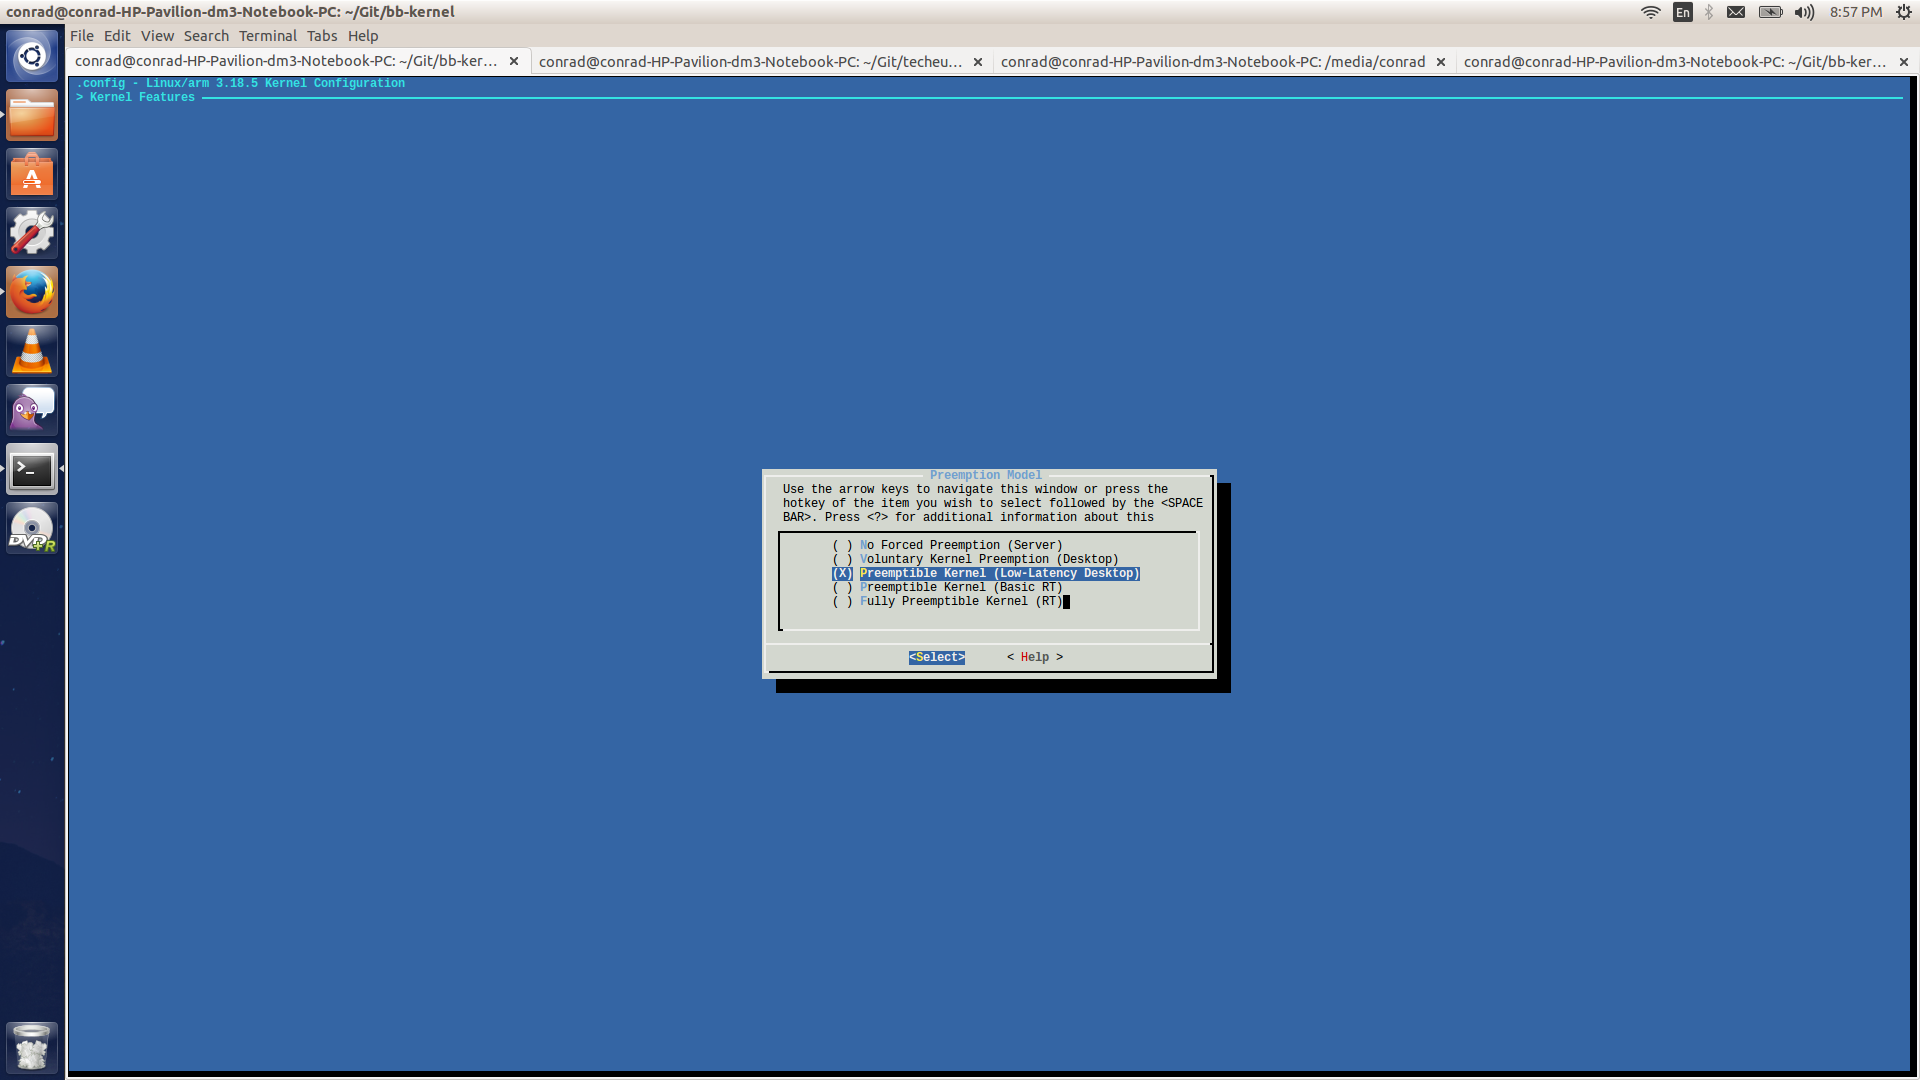 conrad@conrad-HP-Pavilion-dm3-Notebook-PC: ~/Git/bb-kernel
En
8:57 PM
File Edit View Search Terminal Tabs Help
conrad@conrad-HP-Pavilion-dm3-Notebook-PC: ~/Git/bb-ker... × conrad@conrad-HP-Pavilion-dm3-Notebook-PC: ~/Git/techeu... × conrad@conrad-HP-Pavilion-dm3-Notebook-PC: /media/conrad × conrad@conrad-HP-Pavilion-dm3-Notebook-PC: ~/Git/bb-ker... ×
.config - Linux/arm 3.18.5 Kernel Configuration
> Kernel Features
Preemption Model
Use the arrow keys to navigate this window or press the
hotkey of the item you wish to select followed by the <SPACE
BAR>. Press <?> for additional information about this
( ) No Forced Preemption (Server)
( ) Voluntary Kernel Preemption (Desktop)
(X) Preemptible Kernel (Low-Latency Desktop)
( ) Preemptible Kernel (Basic RT)
( ) Fully Preemptible Kernel (RT)
<Select> < Help >
DVD+R